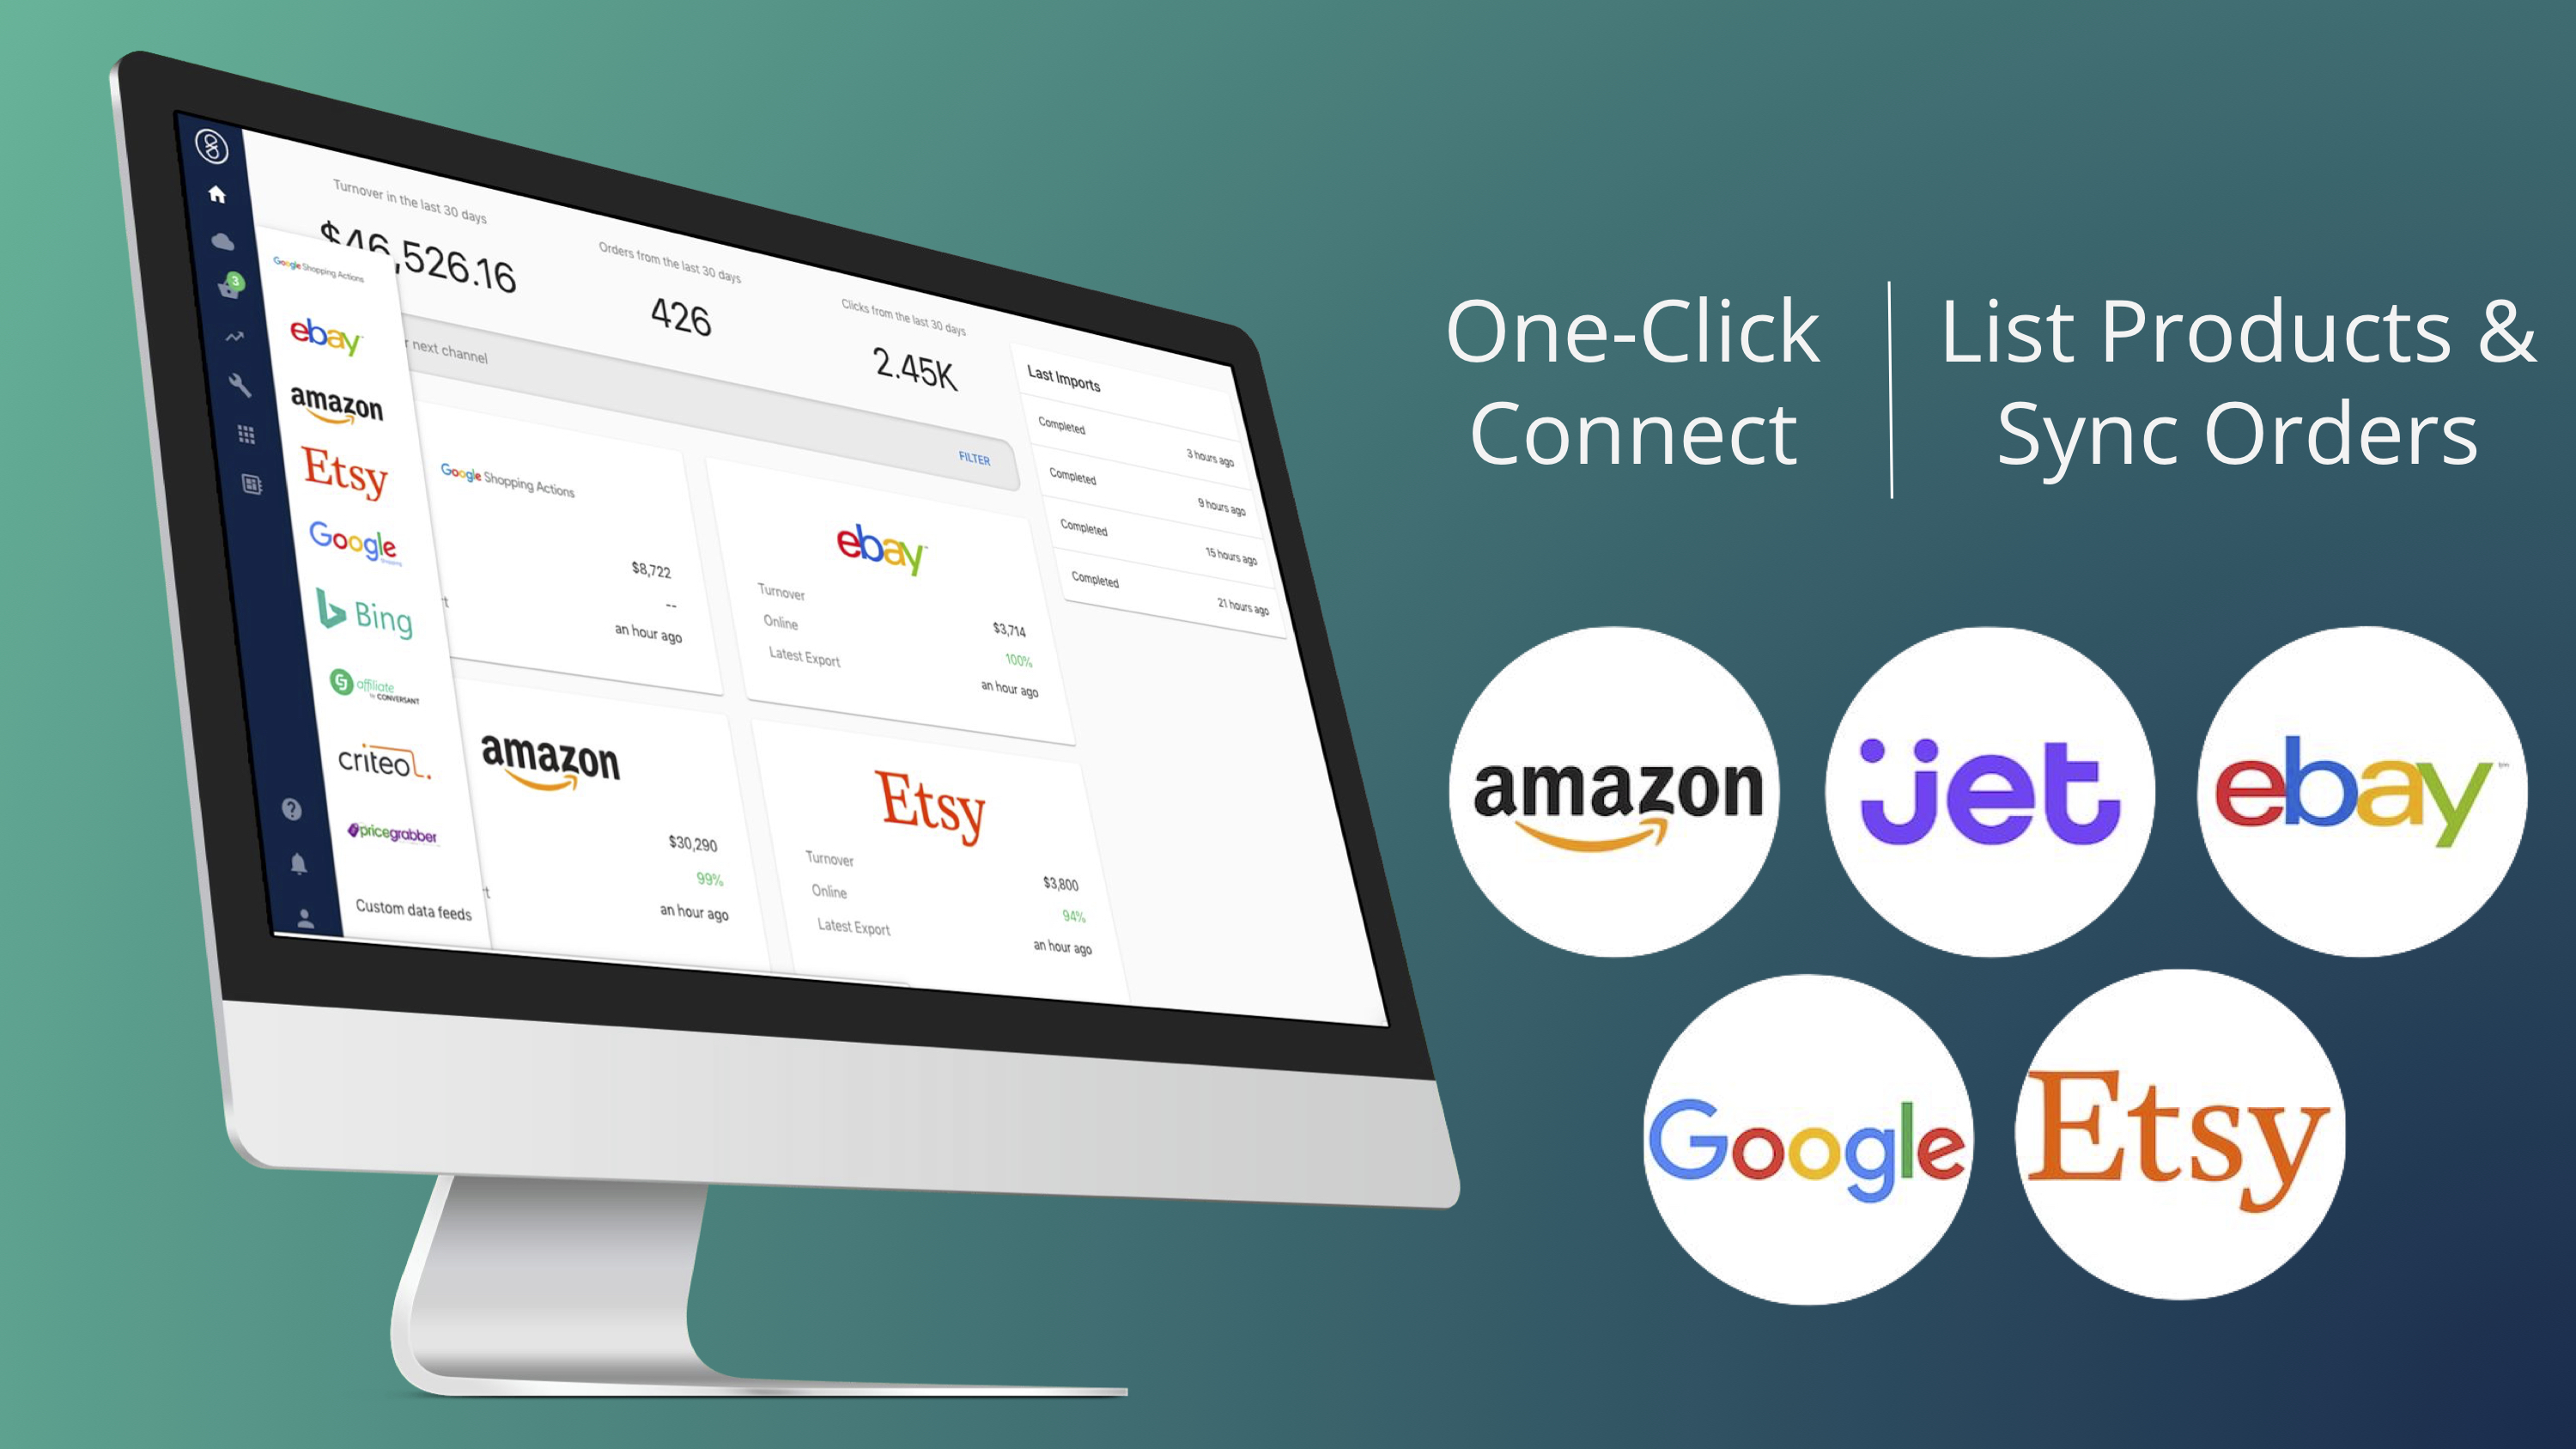 Turnover in the last 30 days
$46,526.16
Orders from the last 30 days
426
Clicks from the last 30 days
2.45K
next channel
FILTER
Last Imports
Completed
3 hours ago
Completed
9 hours ago
Completed
15 hours ago
Completed
21 hours ago
3
Google Shopping Actions
ebay
amazon
Etsy
Google
Shopping
Bing
affiliate
by CONVERSANT
criteo
pricegrabber
Custom data feeds
Google Shopping Actions
$8,722
--
an hour ago
ebay
Turnover
$3,714
Online
100%
Latest Export
an hour ago
amazon
$30,290
99%
an hour ago
Etsy
Turnover
$3,800
Online
94%
Latest Export
an hour ago
One-Click
Connect
List Products &
Sync Orders
amazon
jet
ebay
Google
Etsy